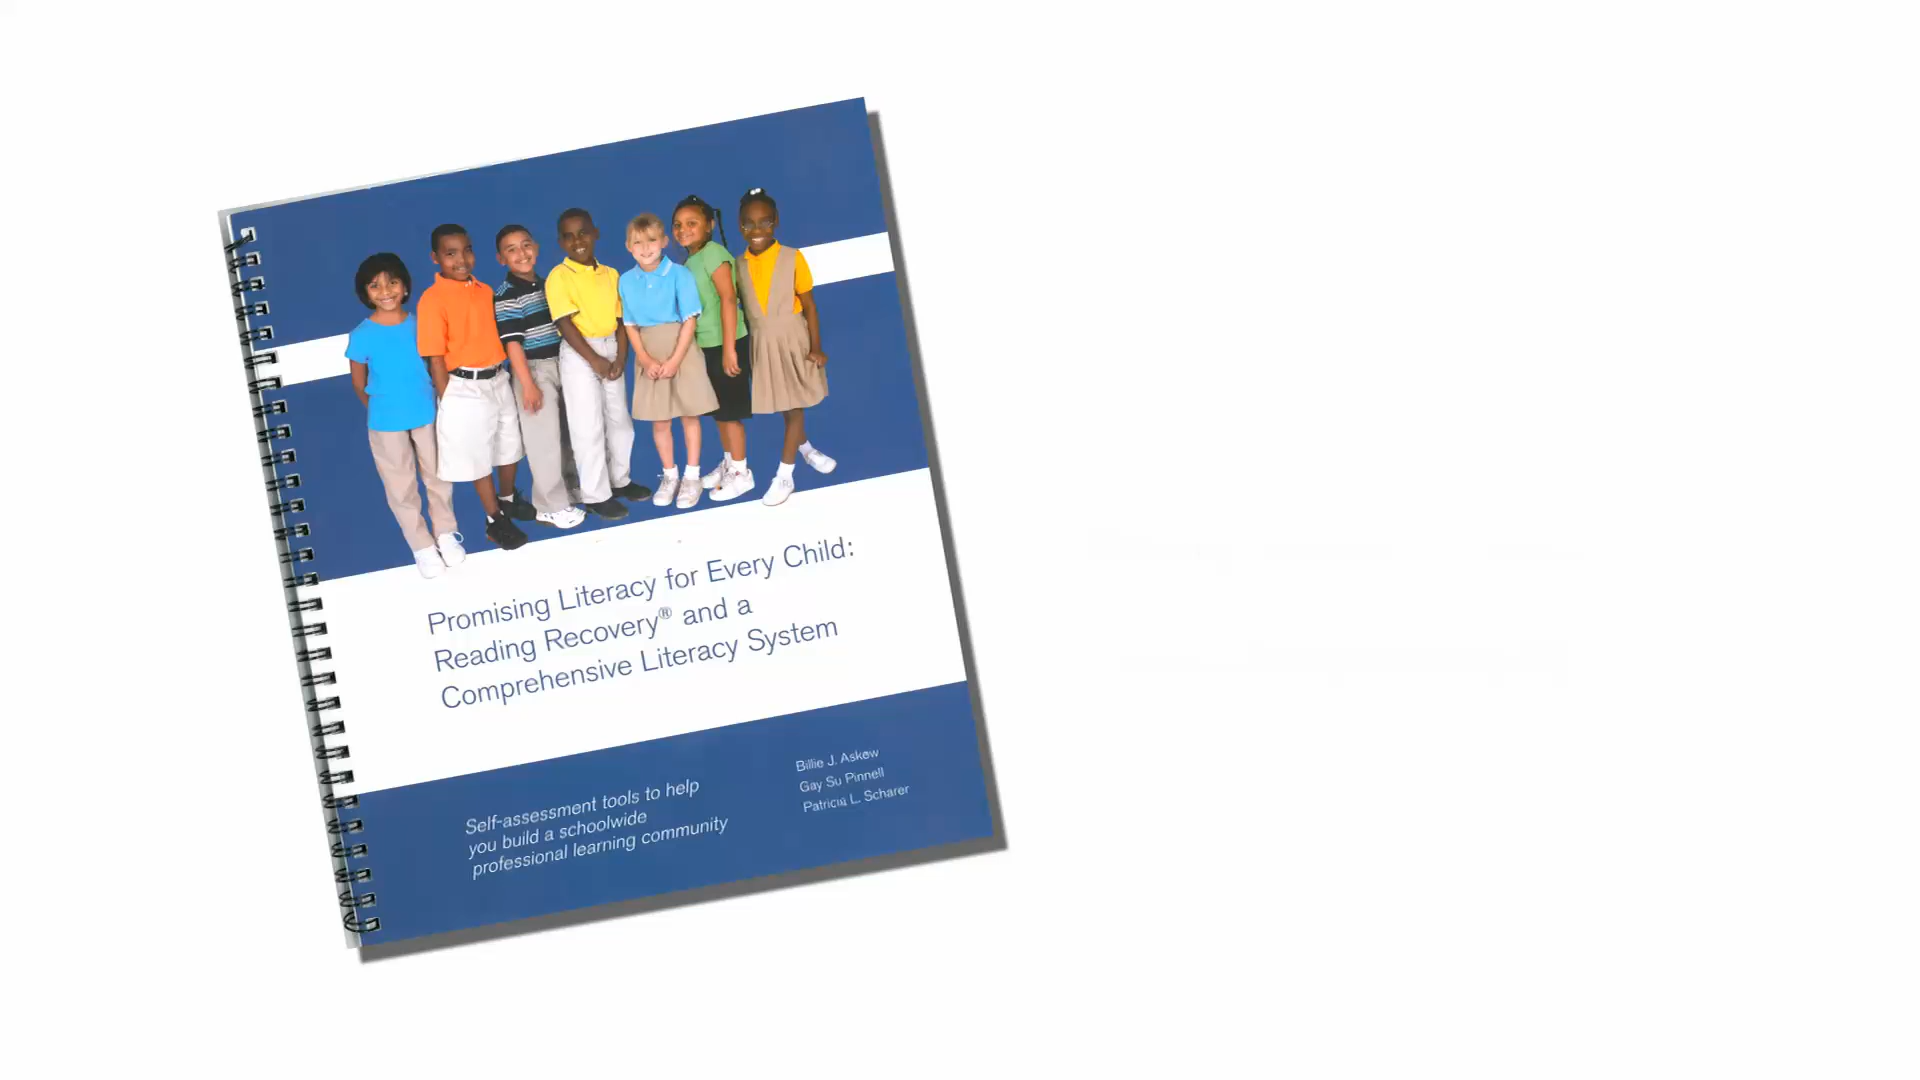 Promising Literacy for Every Child:
Reading Recovery® and a
Comprehensive Literacy System
Self-assessment tools to help
you build a schoolwide
professional learning community
Billie J. Askew
Gay Su Pinnell
Patricia L. Scharer